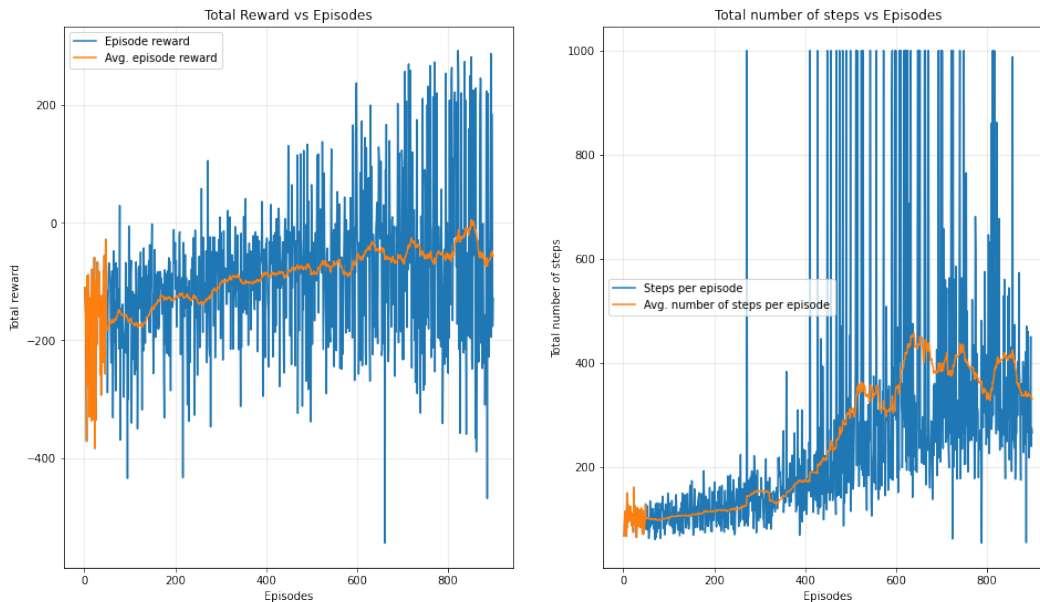 Total Reward vs Episodes
Episode reward
Avg. episode reward
200
0
−200
−400
Total reward
0
200
400
600
800
Episodes
Total number of steps vs Episodes
1000
800
600
400
200
Total number of steps
Steps per episode
Avg. number of steps per episode
0
200
400
600
800
Episodes